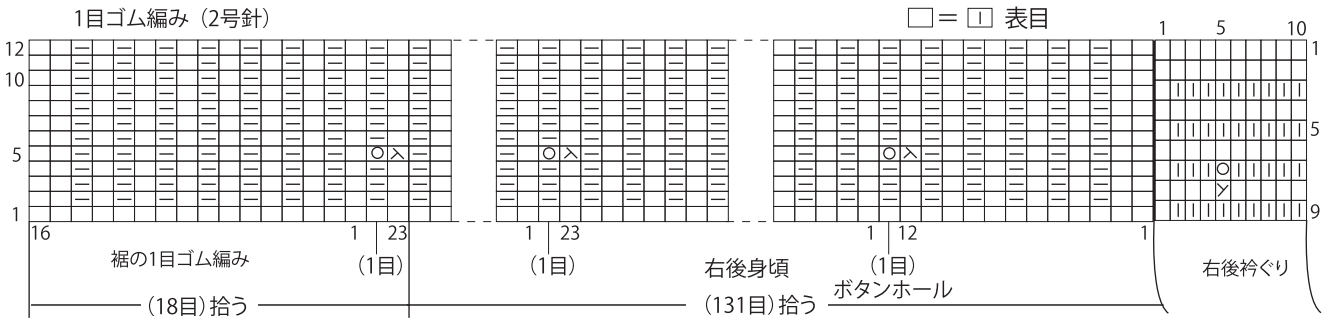 1目ゴム編み（2号針）
□＝｜ 表目
1 5 10
12
10
5
1
1
5
9
16 1 23 1 23 1 12 1
裾の1目ゴム編み
(1目) (1目) (1目)
右後身頃
右後衿ぐり
(18目)拾う
(131目)拾う
ボタンホール